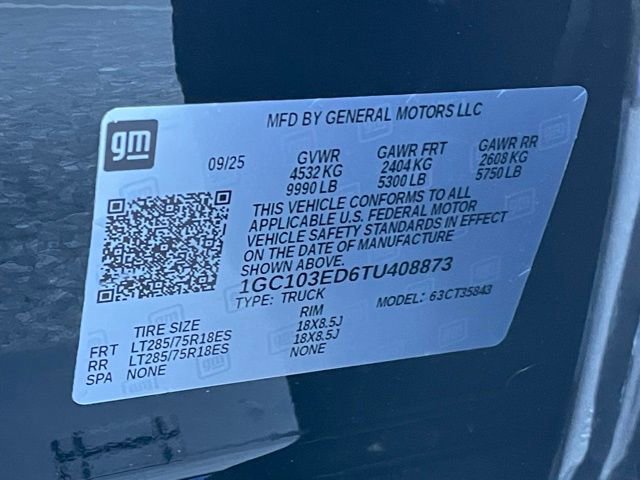 MFD BY GENERAL MOTORS LLC
gm
09/25 GVWR GAWR FRT GAWR RR
4532 KG 2404 KG 2608 KG
9990 LB 5300 LB 5750 LB
THIS VEHICLE CONFORMS TO ALL
APPLICABLE U.S. FEDERAL MOTOR
VEHICLE SAFETY STANDARDS IN EFFECT
ON THE DATE OF MANUFACTURE
SHOWN ABOVE.
1GC103ED6TU408873
TYPE: TRUCK MODEL: 63CT35843
TIRE SIZE RIM
FRT LT285/75R18ES 18X8.5J
RR LT285/75R18ES 18X8.5J
SPA NONE NONE